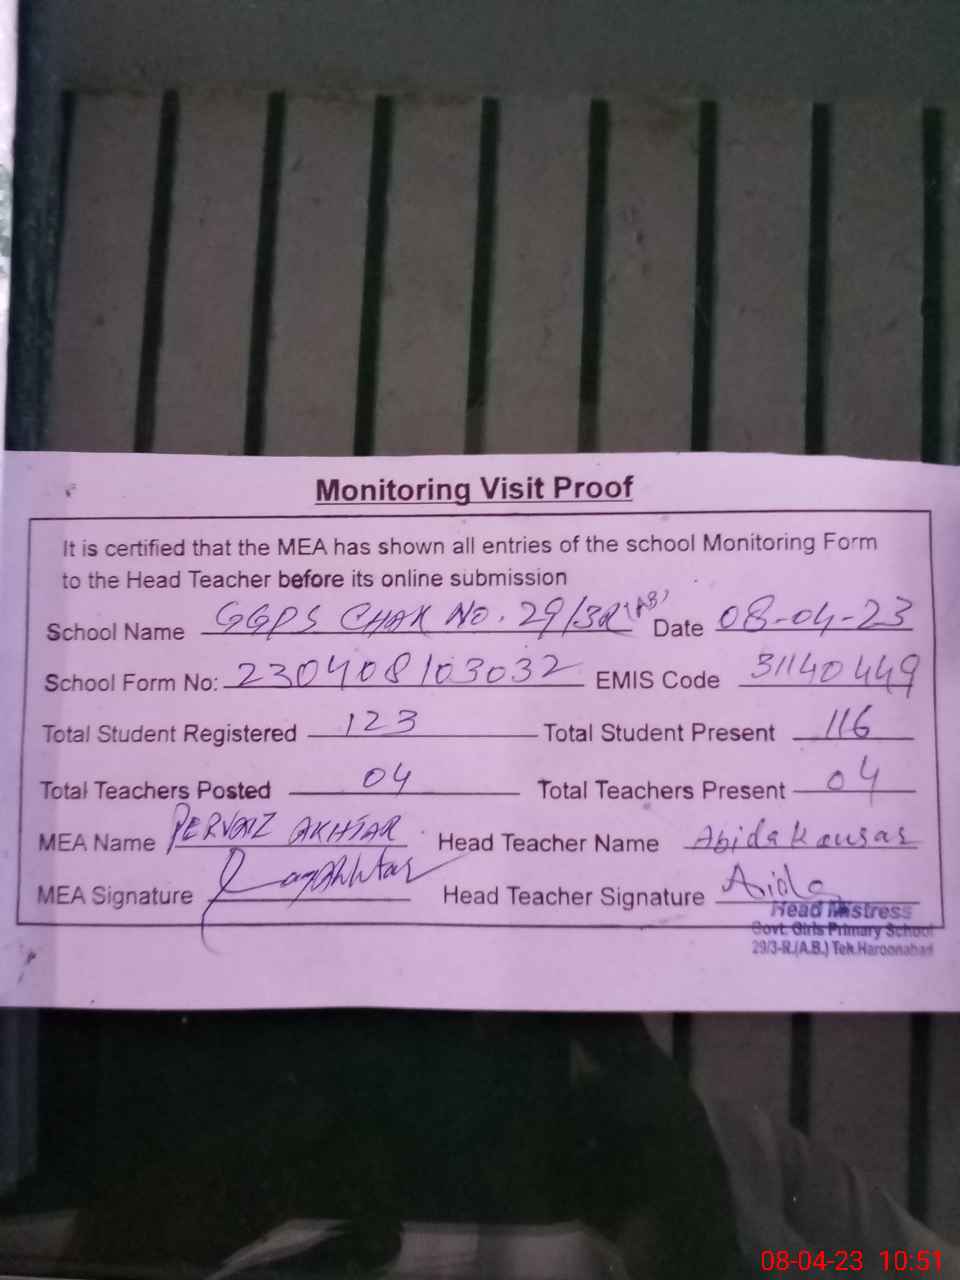 Monitoring Visit Proof
It is certified that the MEA has shown all entries of the school Monitoring Form
to the Head Teacher before its online submission
School Name GGPS CHAK NO. 29/3R (AB) Date 08-04-23
School Form No: 230408103032 EMIS Code 31140449
Total Student Registered 123 Total Student Present 116
Total Teachers Posted 04 Total Teachers Present 04
MEA Name PERVAIZ AKHTAR Head Teacher Name Abida Kausar
MEA Signature Head Teacher Signature
Head Mistress
Govt. Girls Primary School
29/3-R.(A.B.) Teh. Haroonabad
08-04-23 10:51